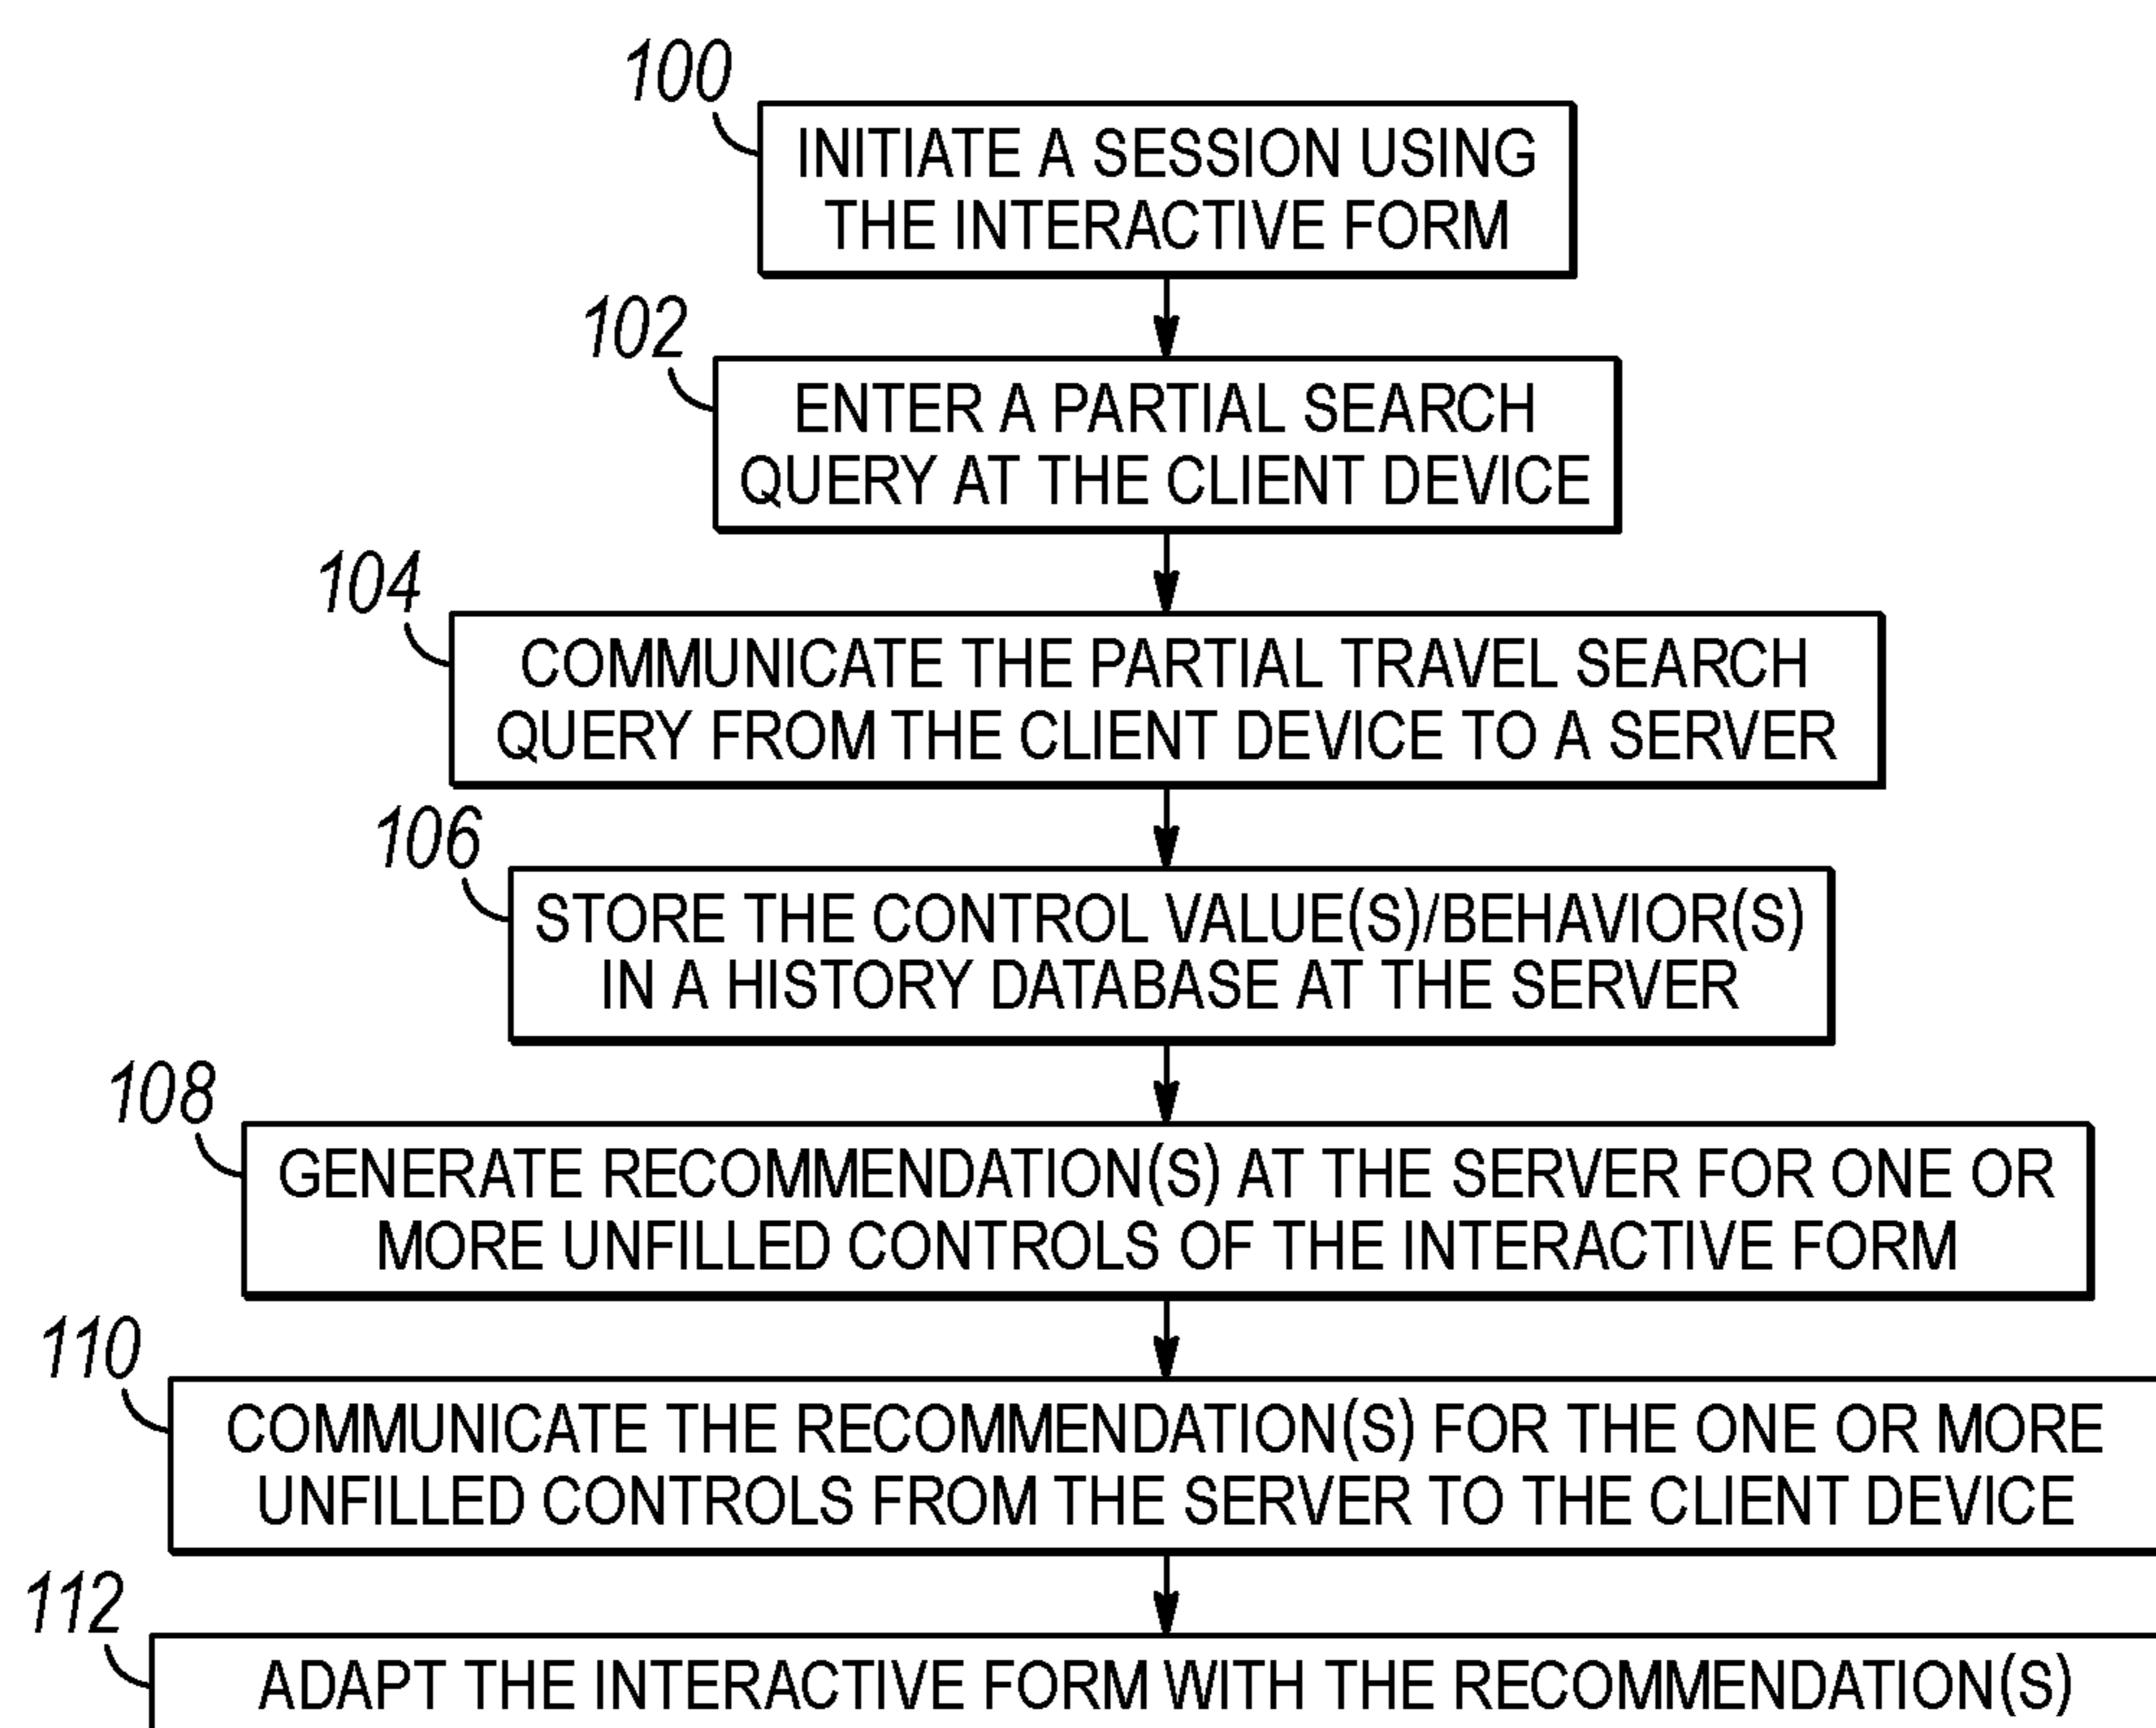 100
INITIATE A SESSION USING
THE INTERACTIVE FORM
102
ENTER A PARTIAL SEARCH
QUERY AT THE CLIENT DEVICE
104
COMMUNICATE THE PARTIAL TRAVEL SEARCH
QUERY FROM THE CLIENT DEVICE TO A SERVER
106
STORE THE CONTROL VALUE(S)/BEHAVIOR(S)
IN A HISTORY DATABASE AT THE SERVER
108
GENERATE RECOMMENDATION(S) AT THE SERVER FOR ONE OR
MORE UNFILLED CONTROLS OF THE INTERACTIVE FORM
110
COMMUNICATE THE RECOMMENDATION(S) FOR THE ONE OR MORE
UNFILLED CONTROLS FROM THE SERVER TO THE CLIENT DEVICE
112
ADAPT THE INTERACTIVE FORM WITH THE RECOMMENDATION(S)